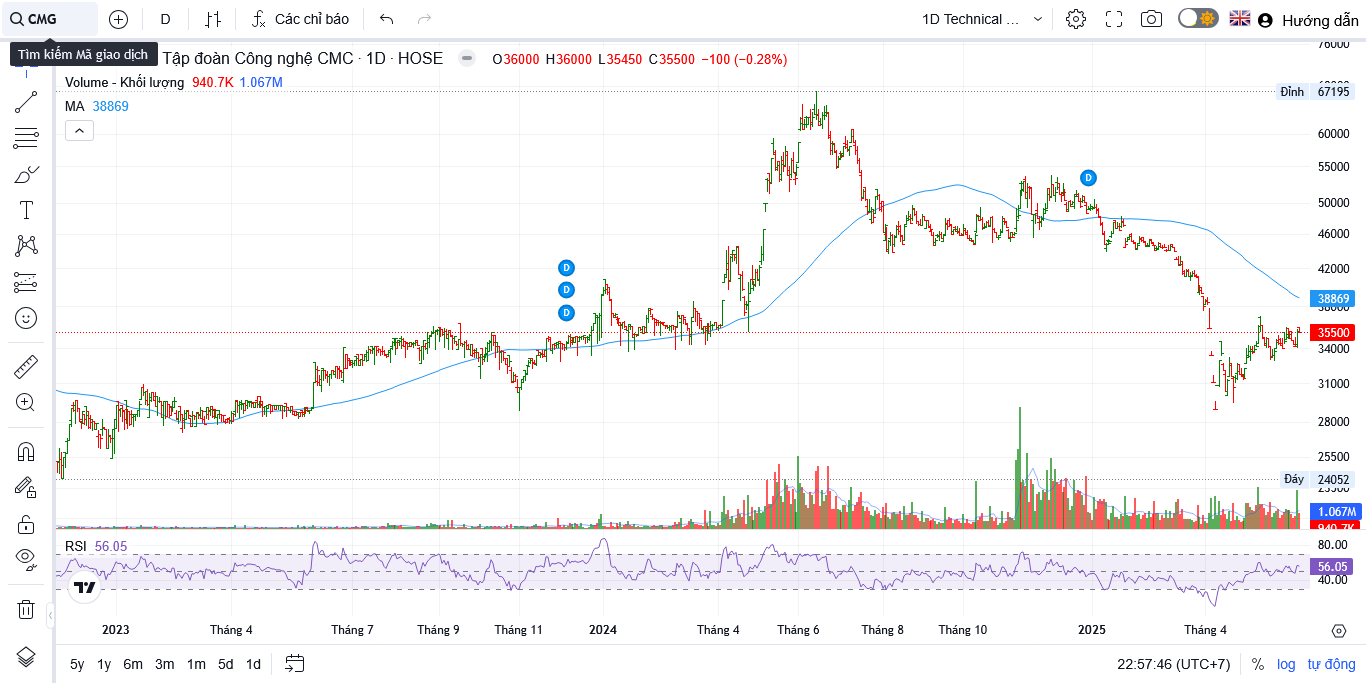 CMG
D
Các chỉ báo
1D Technical ...
Hướng dẫn
Tìm kiếm Mã giao dịch
Tập đoàn Công nghệ CMC · 1D · HOSE
O36000 H36000 L35450 C35500 −100 (−0.28%)
Volume - Khối lượng 940.7K 1.067M
MA 38869
76000
Đỉnh 67195
60000
55000
50000
46000
42000
38869
38000
35500
34000
31000
28000
25500
Đáy 24052
1.067M
940.7K
D
D
D
D
RSI 56.05
80.00
56.05
40.00
2023 Tháng 4 Tháng 7 Tháng 9 Tháng 11 2024 Tháng 4 Tháng 6 Tháng 8 Tháng 10 2025 Tháng 4
5y 1y 6m 3m 1m 5d 1d
22:57:46 (UTC+7) % log tự động